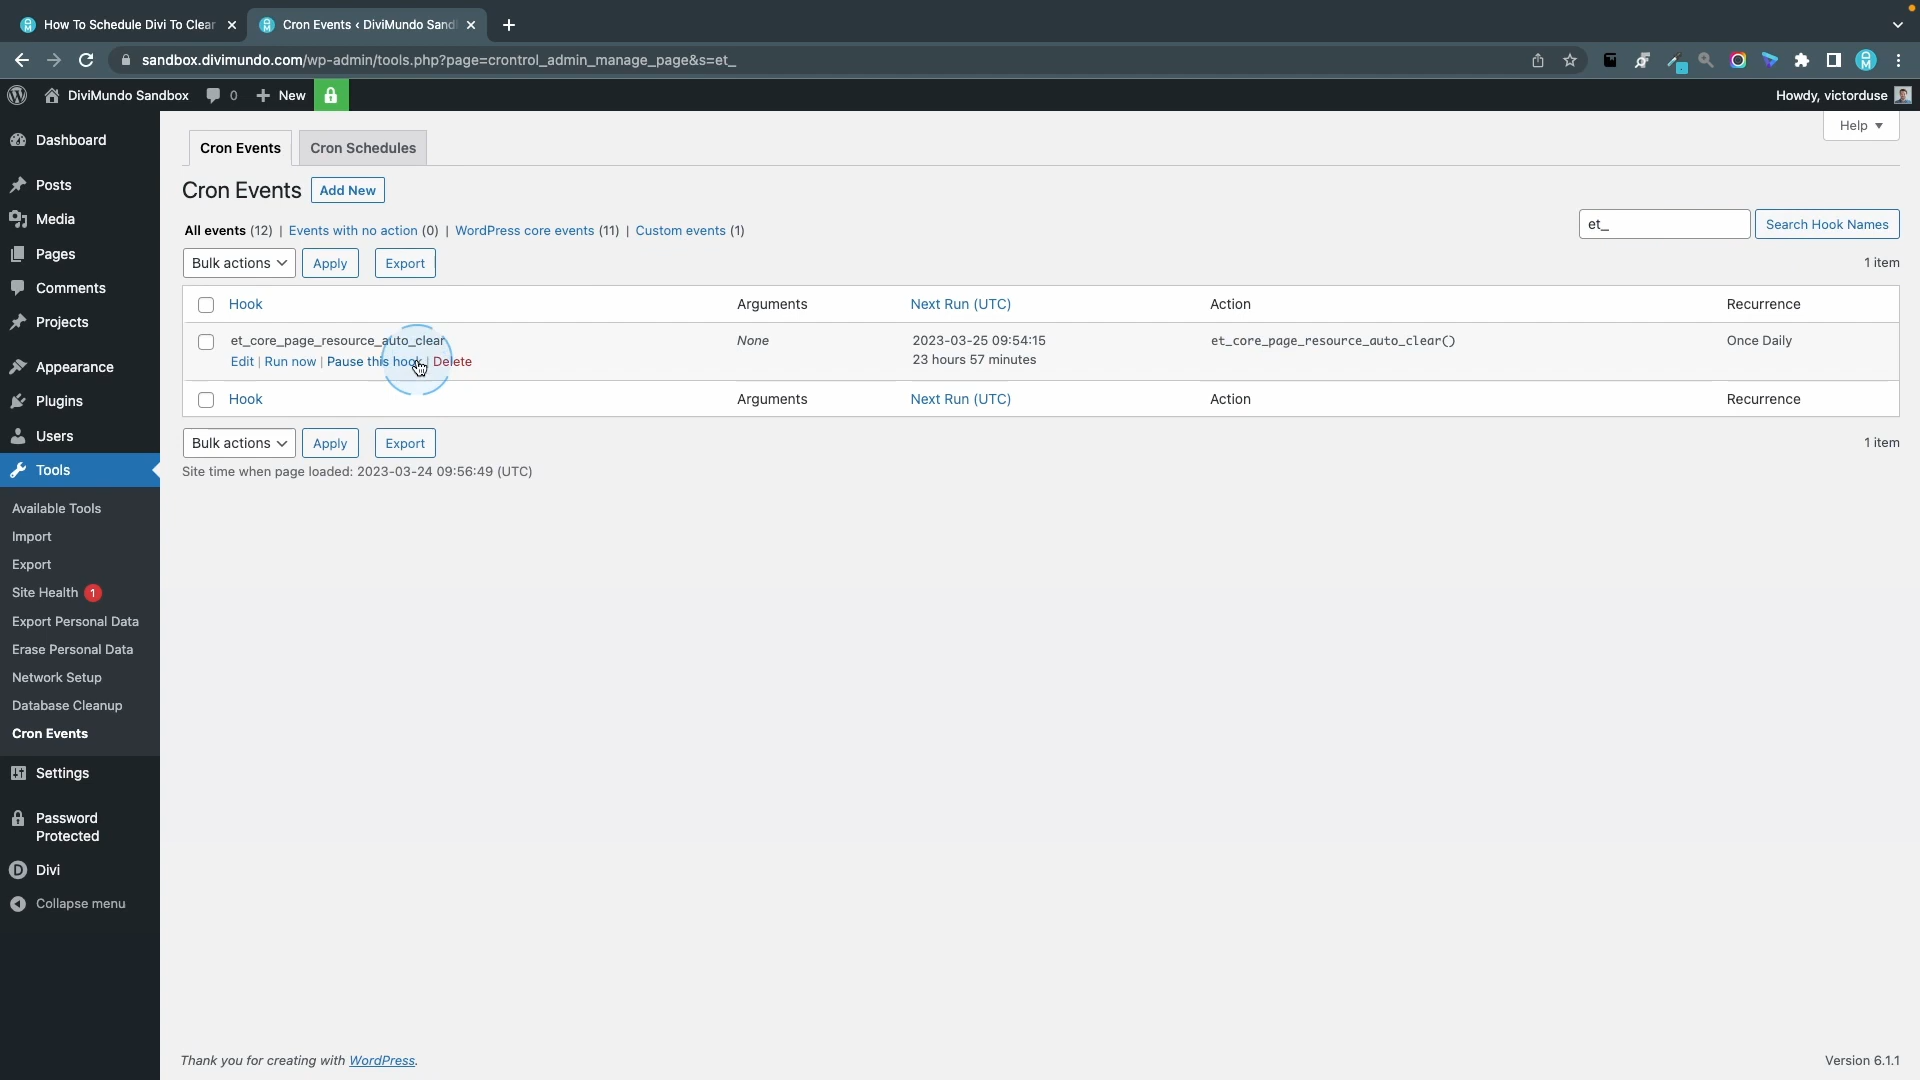 How To Schedule Divi To Clear
Cron Events ‹ DiviMundo Sandb
sandbox.divimundo.com/wp-admin/tools.php?page=crontrol_admin_manage_page&s=et_
DiviMundo Sandbox 0 New
Howdy, victorduse
Help
Dashboard
Posts
Media
Pages
Comments
Projects
Appearance
Plugins
Users
Tools
Available Tools
Import
Export
Site Health 1
Export Personal Data
Erase Personal Data
Network Setup
Database Cleanup
Cron Events
Settings
Password
Protected
Divi
Collapse menu
Cron Events Cron Schedules
Cron Events Add New
All events (12) | Events with no action (0) | WordPress core events (11) | Custom events (1)
et_ Search Hook Names
Bulk actions Apply Export
1 item
Hook Arguments Next Run (UTC) Action Recurrence
et_core_page_resource_auto_clear None 2023-03-25 09:54:15 et_core_page_resource_auto_clear() Once Daily
Edit | Run now | Pause this hook | Delete 23 hours 57 minutes
Hook Arguments Next Run (UTC) Action Recurrence
Bulk actions Apply Export
1 item
Site time when page loaded: 2023-03-24 09:56:49 (UTC)
Thank you for creating with WordPress.
Version 6.1.1